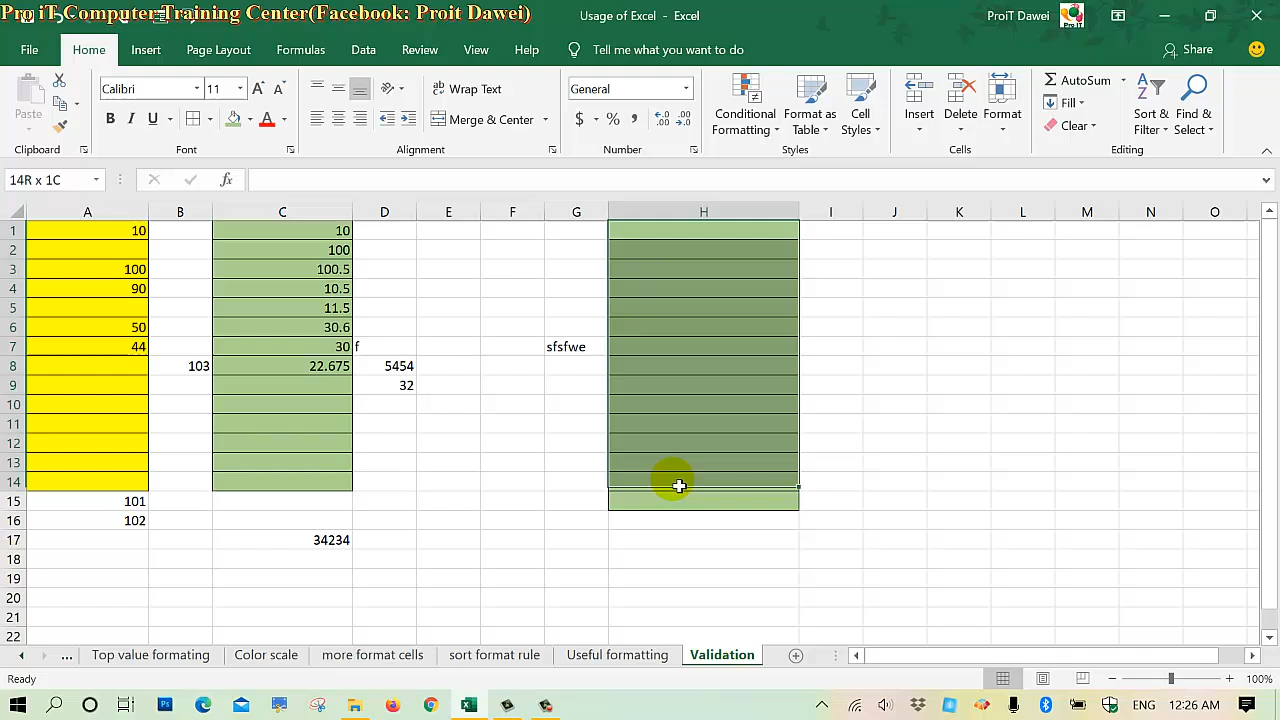 Pro iT Computer Training Center(Facebook: Proit Dawei)
Usage of Excel - Excel
ProiT Dawei
File Home Insert Page Layout Formulas Data Review View Help Tell me what you want to do Share
Paste
Calibri 11
Wrap Text
General
Conditional Formatting
Format as Table
Cell Styles
Insert Delete Format
AutoSum
B I U
Merge & Center
$ %
Fill
Clear
Sort & Filter
Find & Select
Clipboard Font Alignment Number Styles Cells Editing
14R x 1C fx
A B C D E F G H I J K L M N O
1 10 10
2 100
3 100 100.5
4 90 10.5
5 11.5
6 50 30.6
7 44 30 f sfsfwe
8 103 22.675 5454
9 32
10
11
12
13
14
15 101
16 102
17 34234
18
19
20
21
22
... Top value formating Color scale more format cells sort format rule Useful formatting Validation
Ready 100%
ENG 12:26 AM